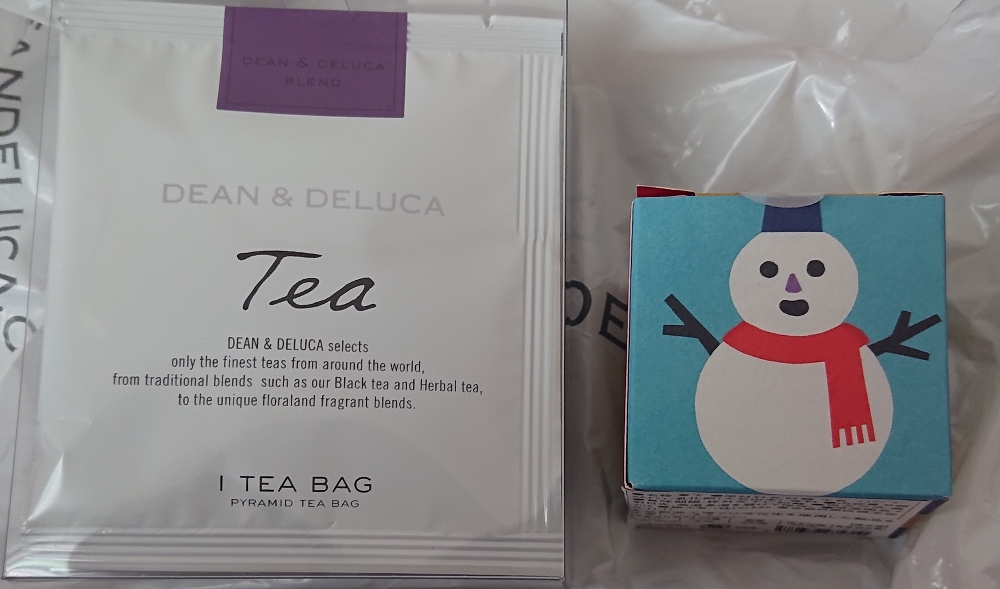 DEAN & DELUCA
BLEND
DEAN & DELUCA
Tea
DEAN & DELUCA selects
only the finest teas from around the world,
from traditional blends such as our Black tea and Herbal tea,
to the unique floraland fragrant blends.
1 TEA BAG
PYRAMID TEA BAG
DE